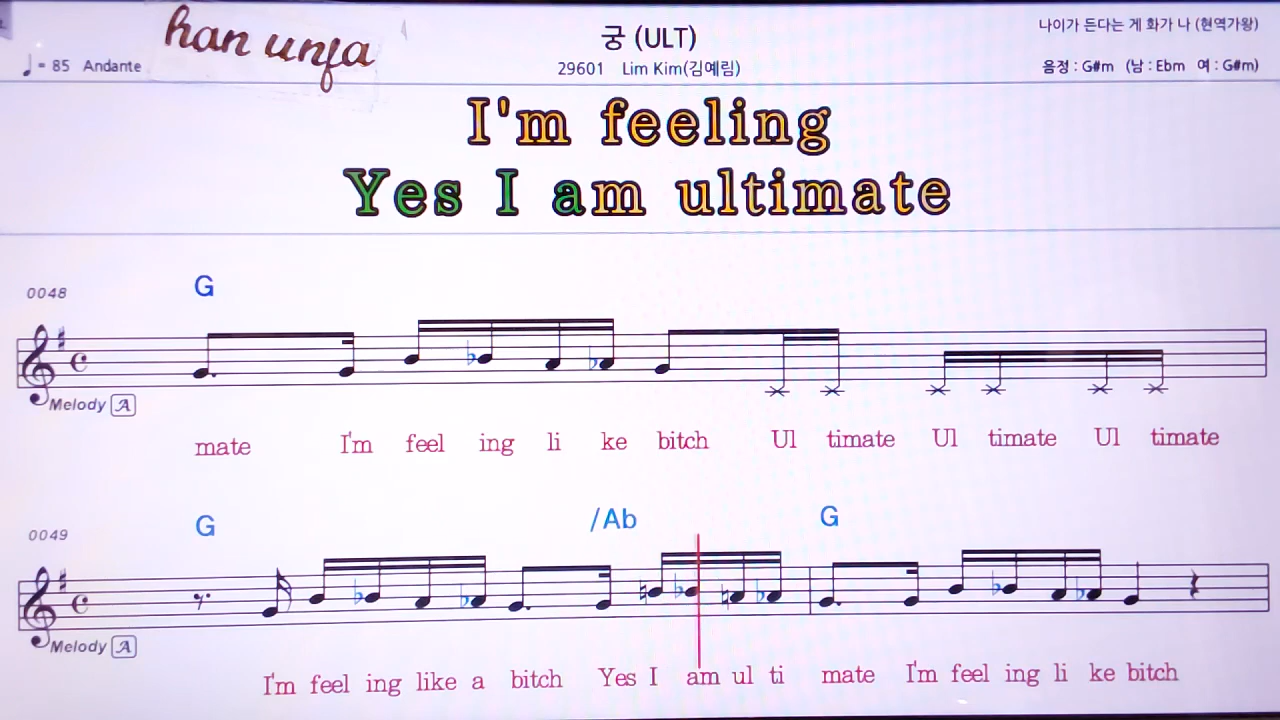 han unfa
♩ = 85 Andante
궁 (ULT)
29601 Lim Kim(김예림)
나이가 든다는 게 화가 나 (현역가왕)
음정 : G#m (남 : Ebm 여 : G#m)
I'm feeling
Yes I am ultimate
0048
G
Melody A
mate I'm feel ing li ke bitch Ul timate Ul timate Ul timate
0049
G /Ab G
Melody A
I'm feel ing like a bitch Yes I am ul ti mate I'm feel ing li ke bitch